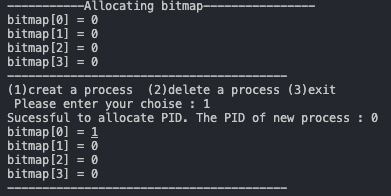 -----------Allocating bitmap----------------
bitmap[0] = 0
bitmap[1] = 0
bitmap[2] = 0
bitmap[3] = 0
----------------------------------------
(1)creat a process  (2)delete a process (3)exit
 Please enter your choise : 1
Sucessful to allocate PID. The PID of new process : 0
bitmap[0] = 1
bitmap[1] = 0
bitmap[2] = 0
bitmap[3] = 0
----------------------------------------